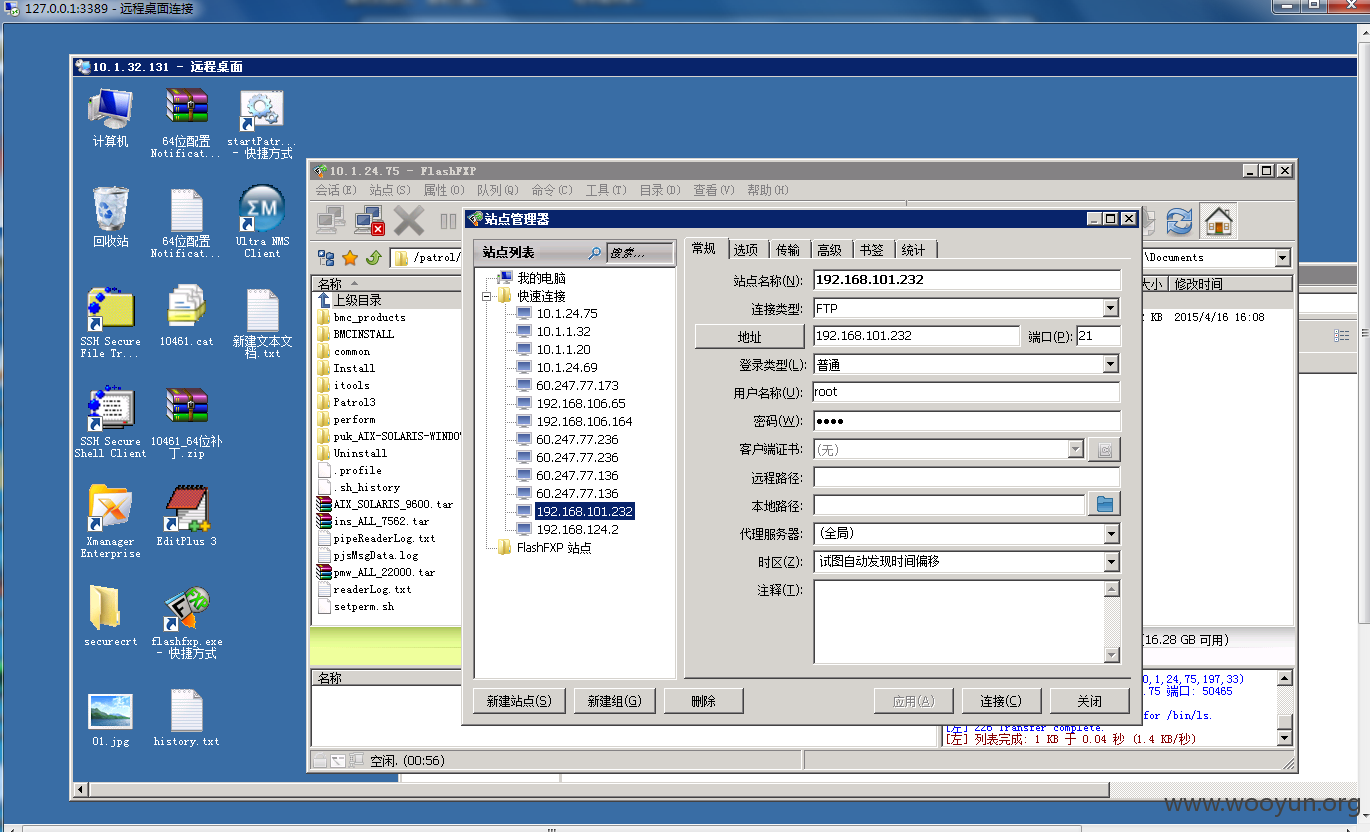 127.0.0.1:3389 - 远程桌面连接
10.1.32.131 - 远程桌面
计算机
64位配置
Notificat...
startPatr...
- 快捷方式
回收站
64位配置
Notificat...
Ultra NMS
Client
SSH Secure
File Tr...
10461.cat
新建文本文
档.txt
SSH Secure
Shell Client
10461_64位补
丁.zip
Xmanager
Enterprise
EditPlus 3
securecrt
flashfxp.exe
- 快捷方式
01.jpg
history.txt
10.1.24.75 - FlashFXP
会话(E) 站点(S) 属性(O) 队列(Q) 命令(C) 工具(T) 目录(D) 查看(V) 帮助(H)
/patrol/
名称
上级目录
bmc_products
BMCINSTALL
common
Install
itools
Patrol3
perform
puk_AIX-SOLARIS-WINDO
Uninstall
.profile
.sh_history
AIX_SOLARIS_9600.tar
ins_ALL_7562.tar
pipeReaderLog.txt
pjsMsgData.log
pmw_ALL_22000.tar
readerLog.txt
setperm.sh
名称
空闲. (00:56)
站点管理器
站点列表
搜索...
我的电脑
快速连接
10.1.24.75
10.1.1.32
10.1.1.20
10.1.24.69
60.247.77.173
192.168.106.65
192.168.106.164
60.247.77.236
60.247.77.236
60.247.77.136
60.247.77.136
192.168.101.232
192.168.124.2
FlashFXP 站点
常规 选项 传输 高级 书签 统计
站点名称(N): 192.168.101.232
连接类型: FTP
地址 192.168.101.232 端口(P): 21
登录类型(L): 普通
用户名称(U): root
密码(W): ●●●●
客户端证书: (无)
远程路径:
本地路径:
代理服务器: (全局)
时区(Z): 试图自动发现时间偏移
注释(I):
新建站点(S) 新建组(G) 删除 应用(A) 连接(C) 关闭
\Documents
大小 修改时间
KB 2015/4/16 16:08
16.28 GB 可用)
0,1,24,75,197,33)
.75 端口: 50465
for /bin/ls.
[左] 226 Transfer complete.
[左] 列表完成: 1 KB 于 0.04 秒 (1.4 KB/秒)
www.wooyun.org